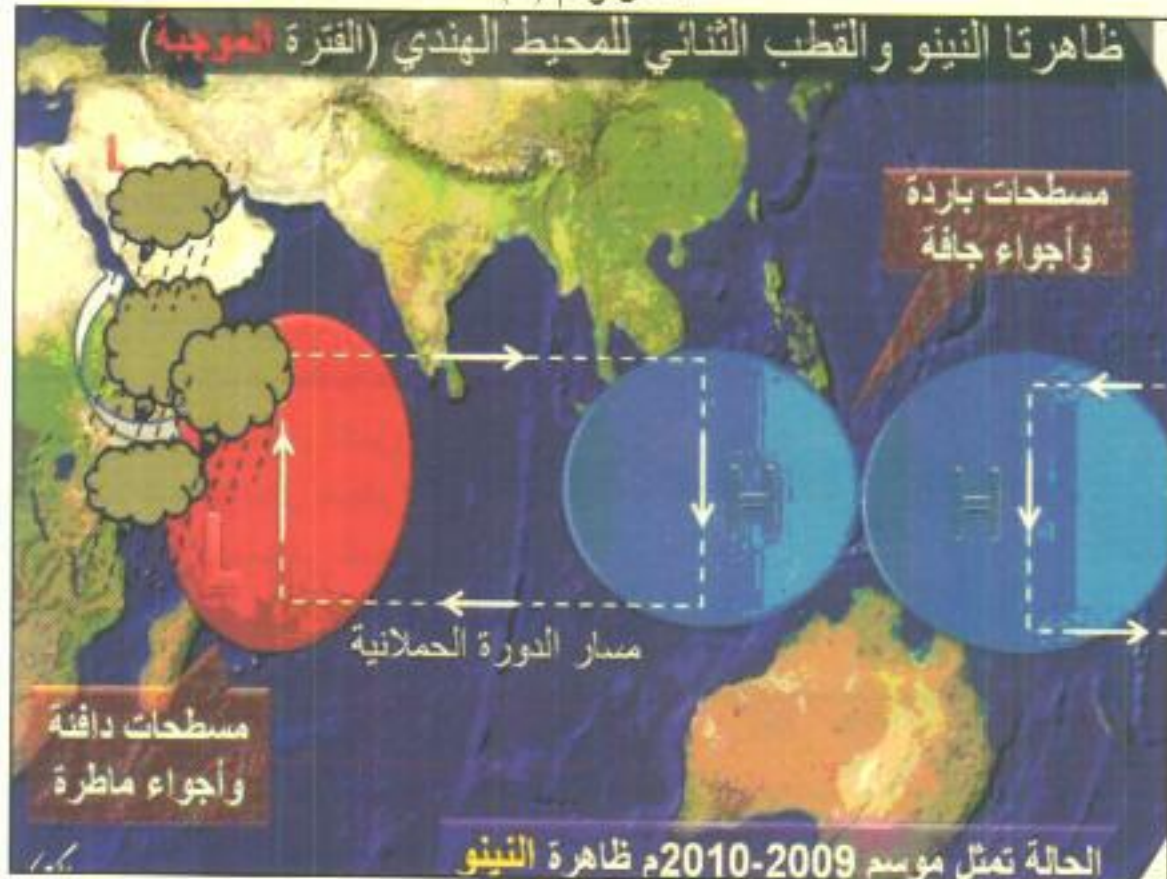 ظاهرتا النينو والقطب الثنائي للمحيط الهندي (الفترة الموجبة)
L
مسطحات باردة
وأجواء جافة
H
H
L
مسار الدورة الحملانية
مسطحات دافئة
وأجواء ماطرة
الحالة تمثل موسم 2009-2010م ظاهرة النينو